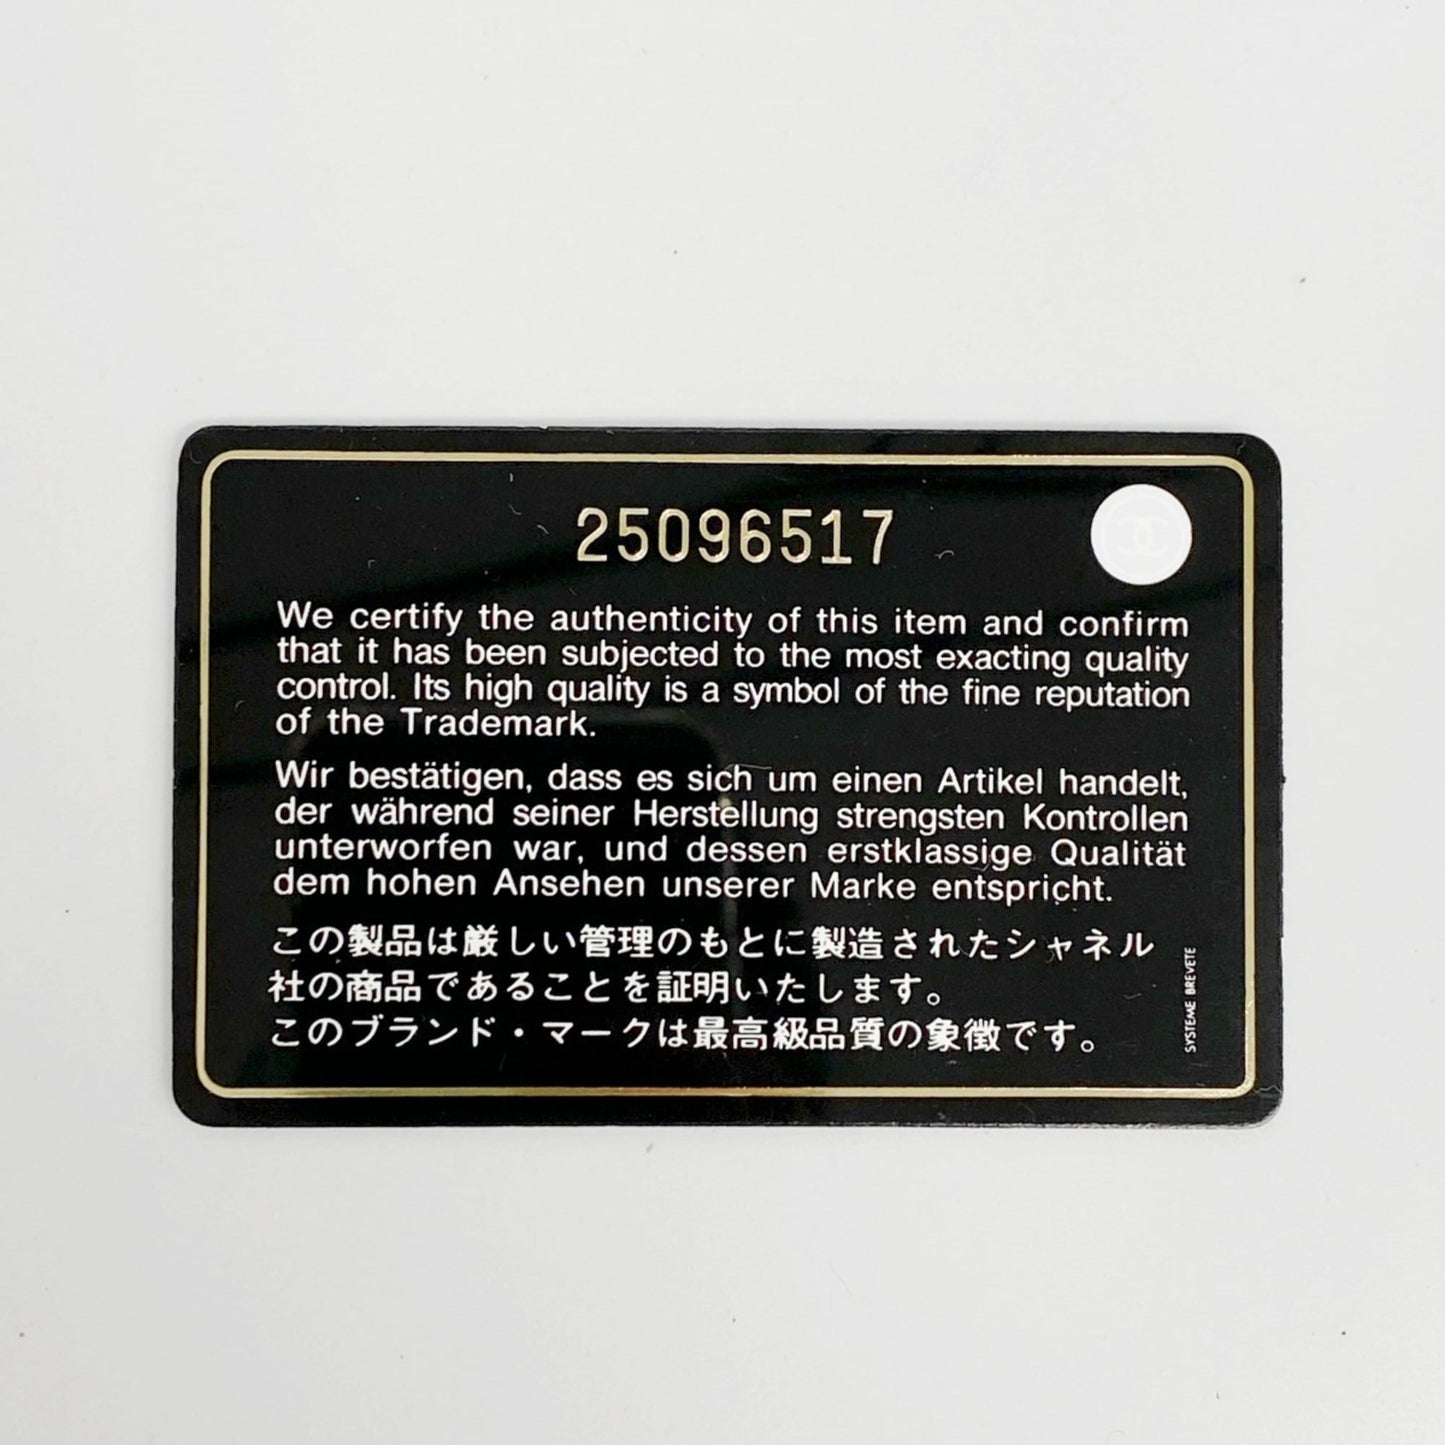 25096517
We certify the authenticity of this item and confirm
that it has been subjected to the most exacting quality
control. Its high quality is a symbol of the fine reputation
of the Trademark.
Wir bestätigen, dass es sich um einen Artikel handelt,
der während seiner Herstellung strengsten Kontrollen
unterworfen war, und dessen erstklassige Qualität
dem hohen Ansehen unserer Marke entspricht.
この製品は厳しい管理のもとに製造されたシャネル
社の商品であることを証明いたします。
このブランド・マークは最高級品質の象徴です。
SYSTEME BREVETE